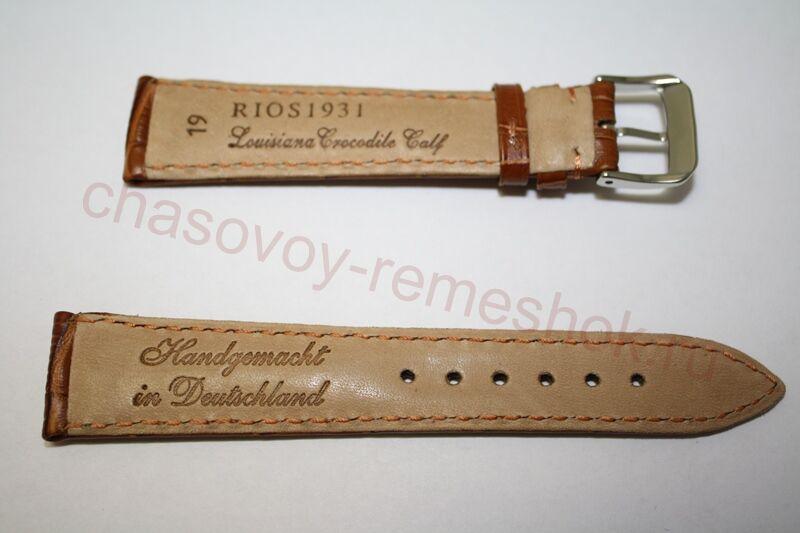 19
RIOS1931
Louisiana Crocodile Calf
chasovoy-remeshok.ru
Handgemacht
in Deutschland